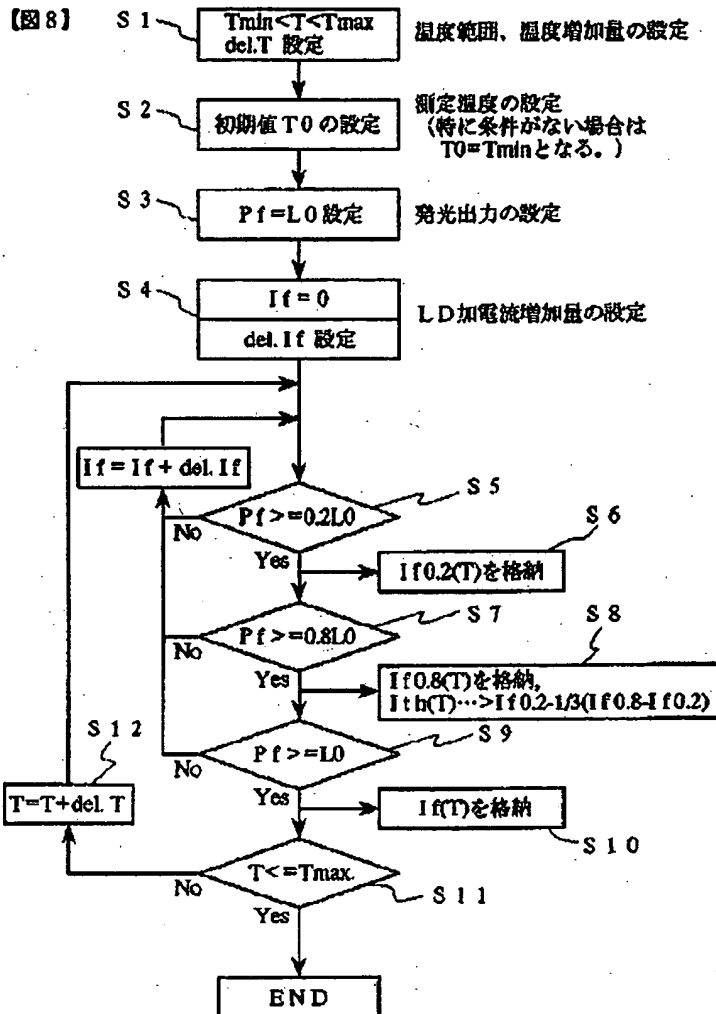 【図8】
S1
Tmin<T<Tmax
del.T 設定
温度範囲、温度増加量の設定
S2
初期値T0の設定
測定温度の設定
(特に条件がない場合は
T0=Tminとなる。)
S3
Pf=L0設定
発光出力の設定
S4
If=0
del.If 設定
LD加電流増加量の設定
If=If+del.If
S5
Pf>=0.2L0
No
Yes
S6
If0.2(T)を格納
S7
Pf>=0.8L0
No
Yes
S8
If0.8(T)を格納,
Ith(T)…>If0.2-1/3(If0.8-If0.2)
S9
Pf>=L0
No
Yes
S10
If(T)を格納
S12
T=T+del.T
S11
T<=Tmax.
No
Yes
END